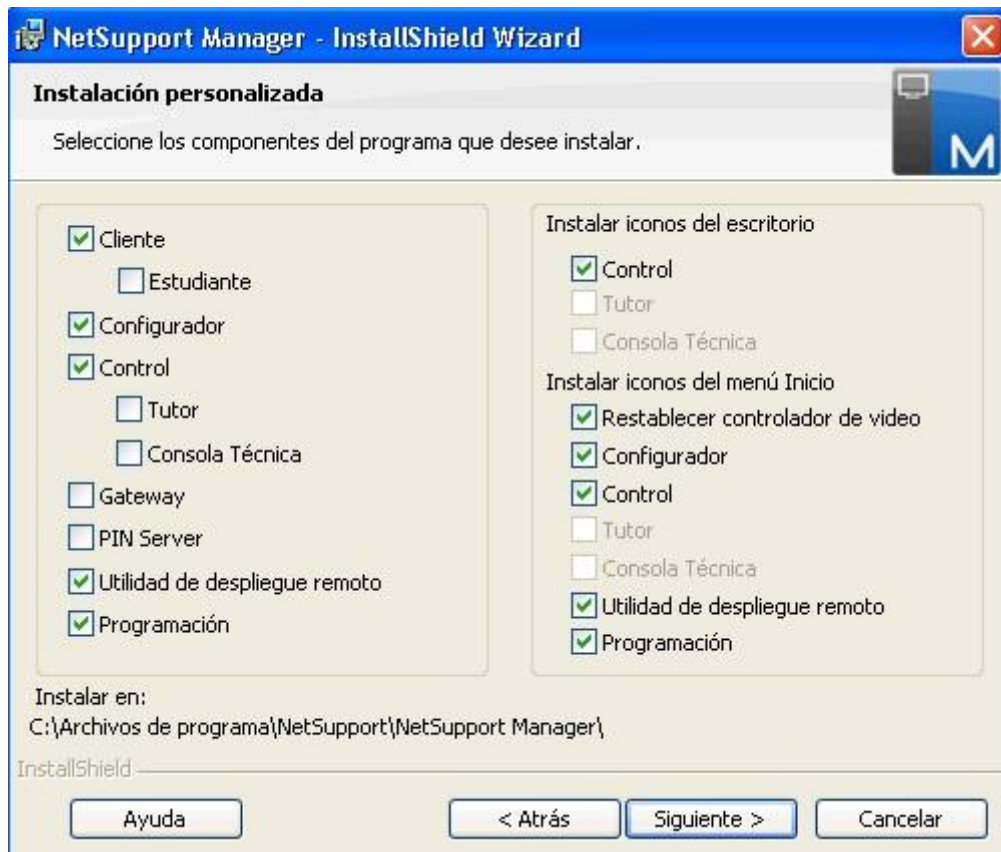 NetSupport Manager - InstallShield Wizard
Instalación personalizada
Seleccione los componentes del programa que desee instalar.
M
Cliente
Estudiante
Configurador
Control
Tutor
Consola Técnica
Gateway
PIN Server
Utilidad de despliegue remoto
Programación
Instalar iconos del escritorio
Control
Tutor
Consola Técnica
Instalar iconos del menú Inicio
Restablecer controlador de video
Configurador
Control
Tutor
Consola Técnica
Utilidad de despliegue remoto
Programación
Instalar en:
C:\Archivos de programa\NetSupport\NetSupport Manager\
InstallShield
Ayuda
< Atrás
Siguiente >
Cancelar